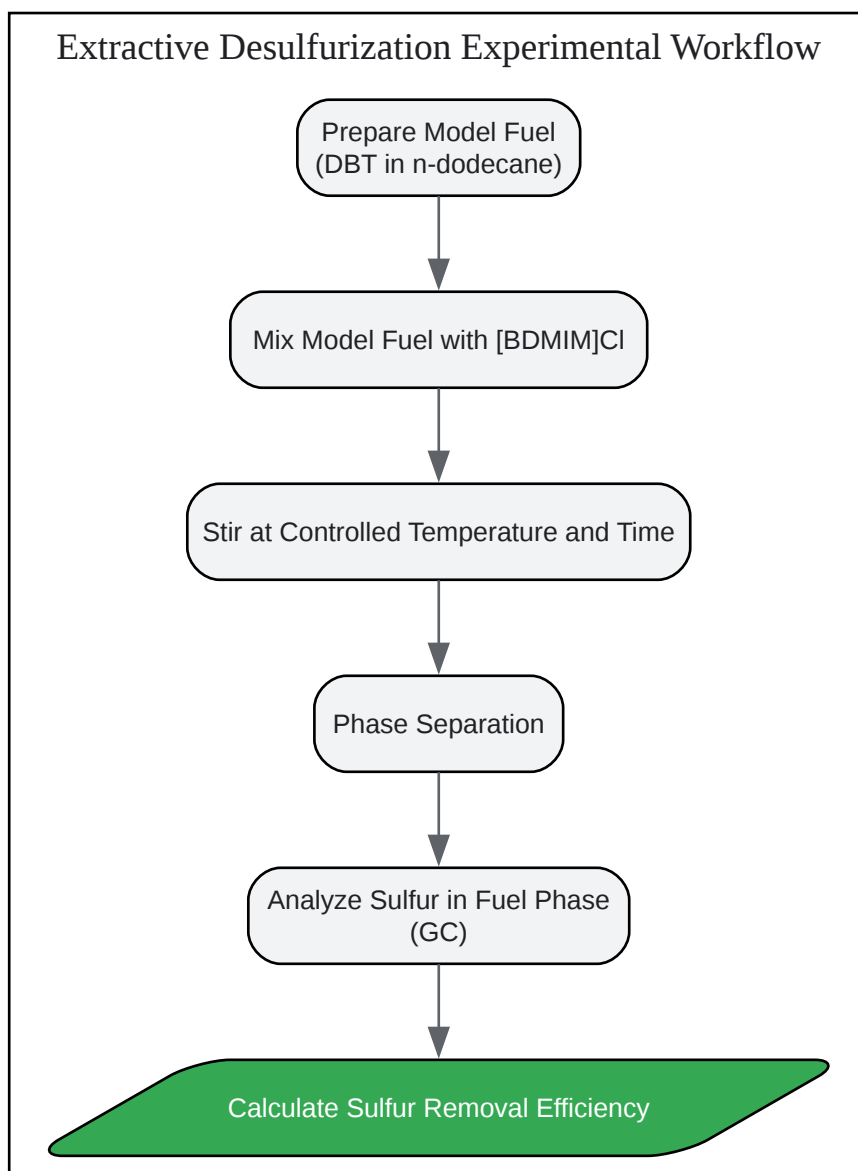 Extractive Desulfurization Experimental Workflow
Prepare Model Fuel
(DBT in n-dodecane)
Mix Model Fuel with [BDMIM]Cl
Stir at Controlled Temperature and Time
Phase Separation
Analyze Sulfur in Fuel Phase
(GC)
Calculate Sulfur Removal Efficiency